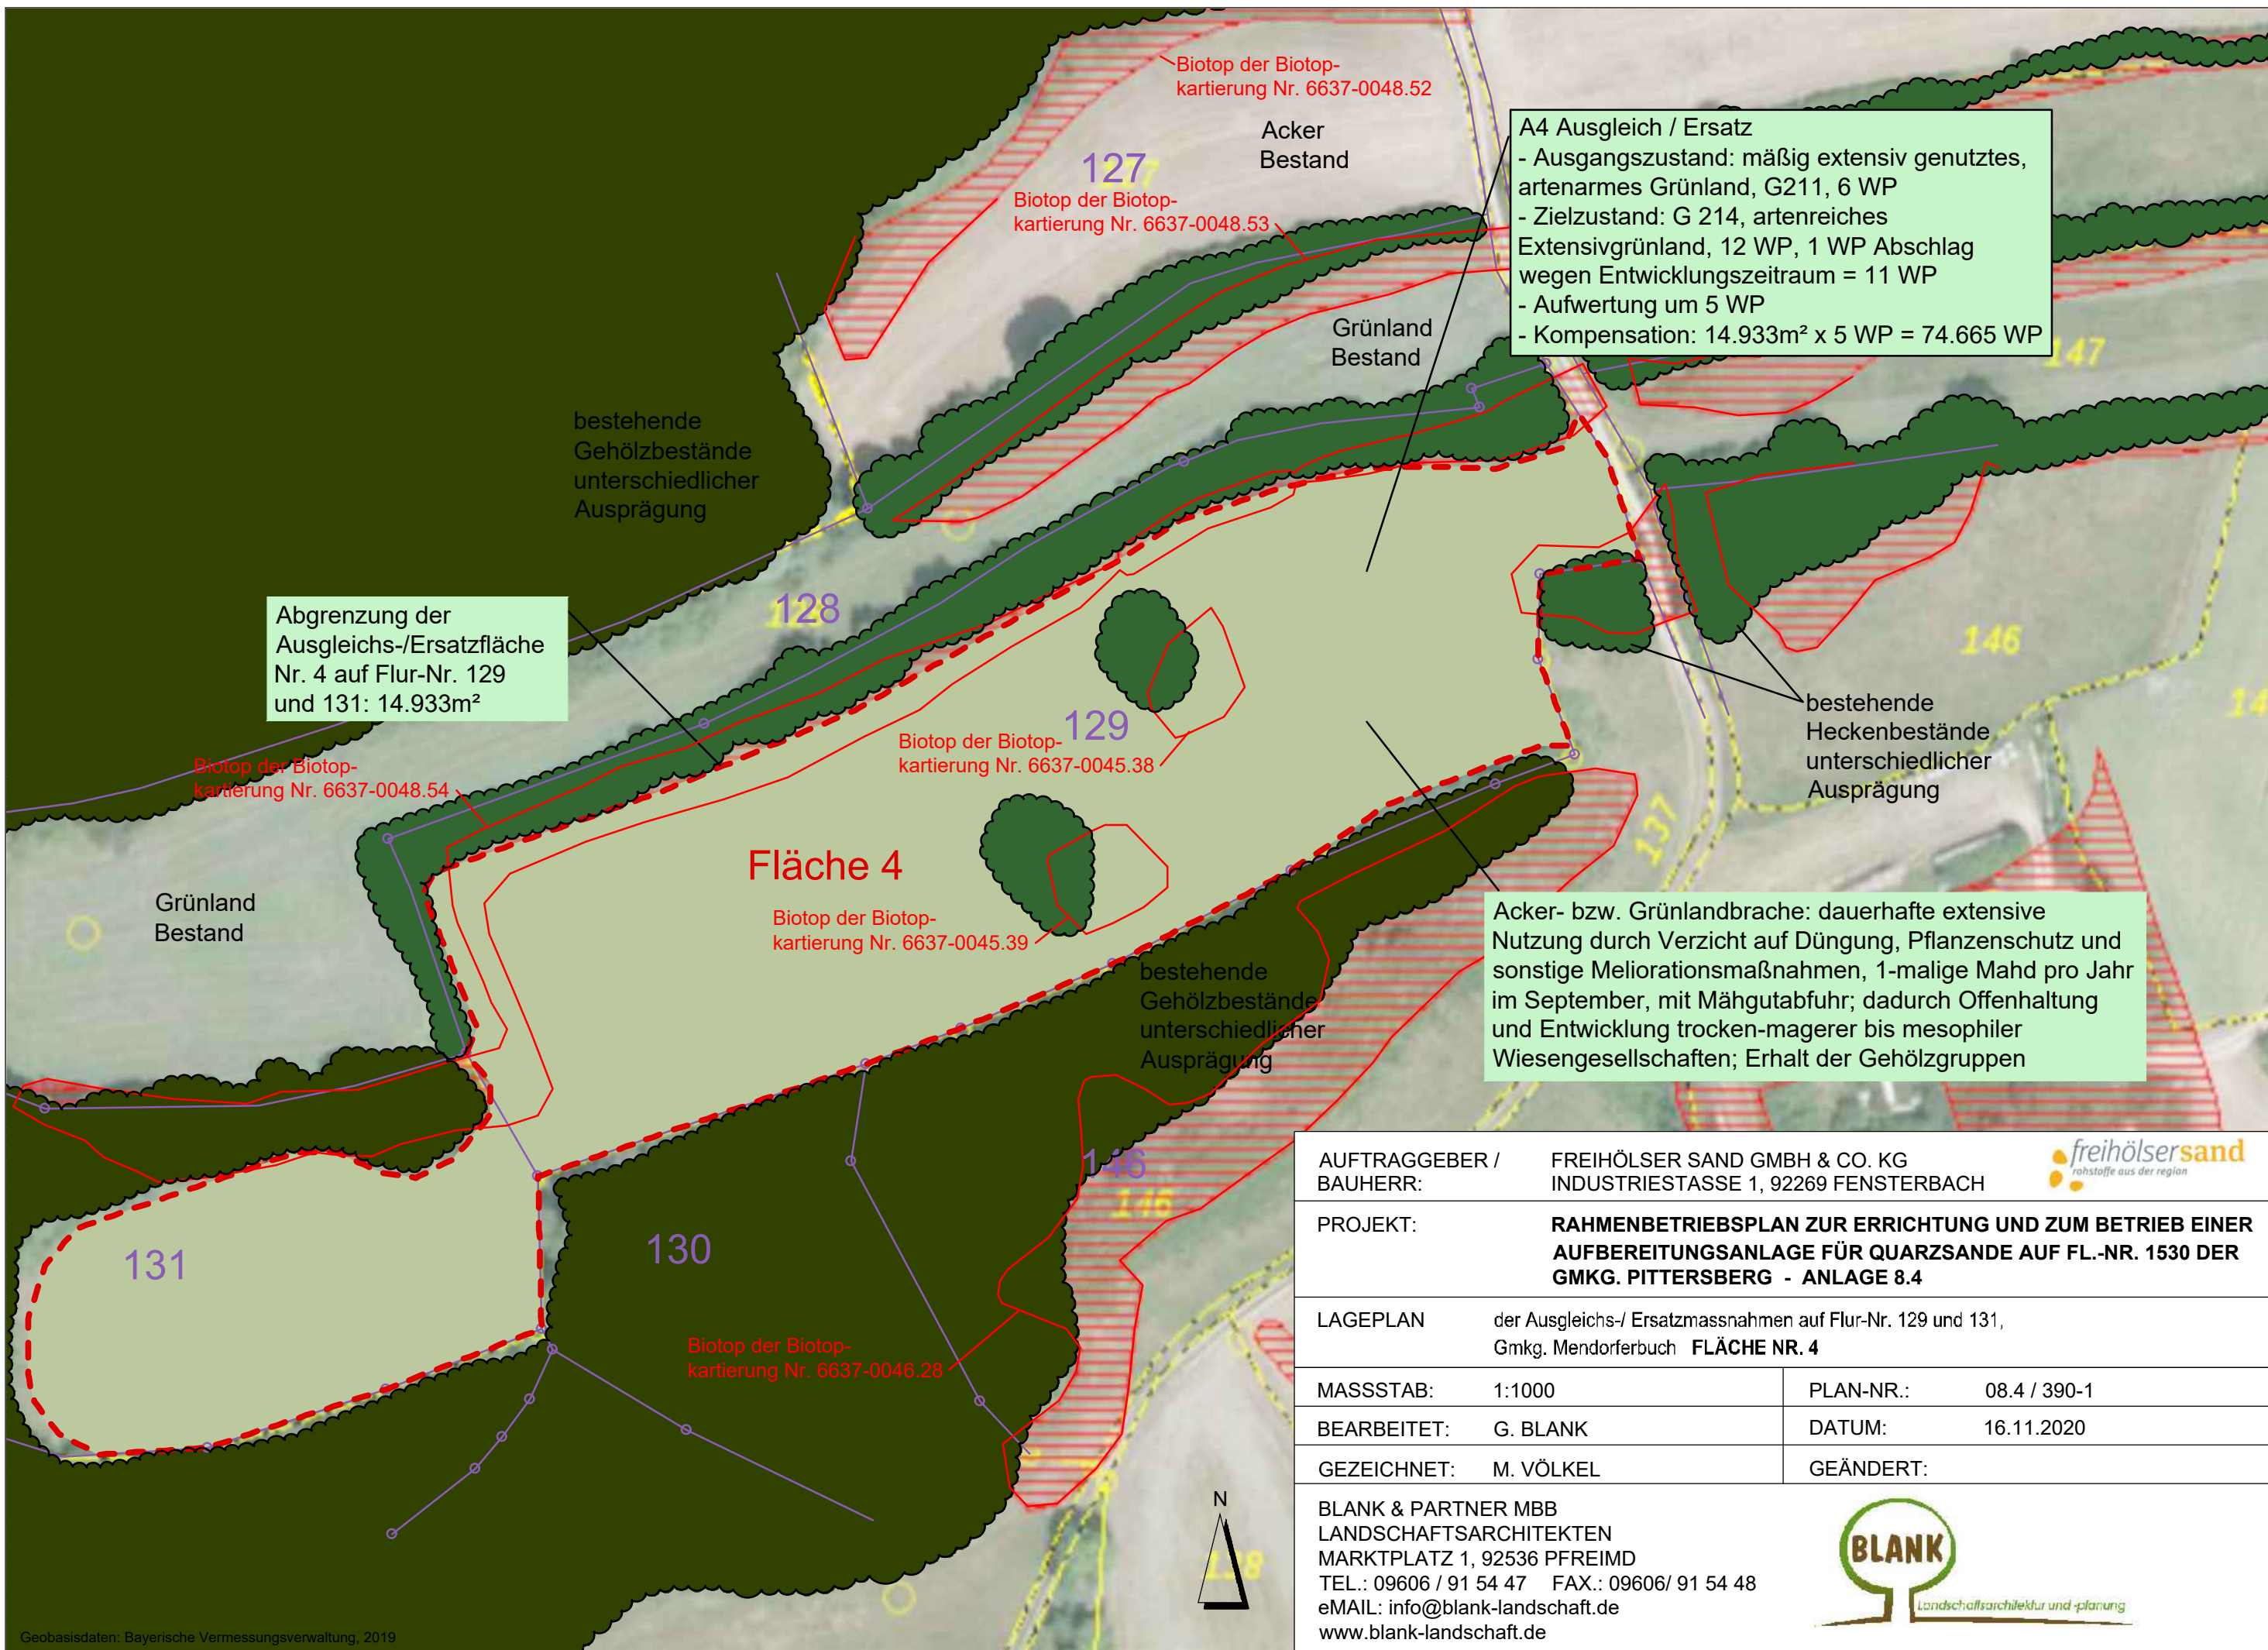 Biotop der Biotop-
kartierung Nr. 6637-0048.52
Acker
Bestand
127
Biotop der Biotop-
kartierung Nr. 6637-0048.53
A4 Ausgleich / Ersatz
- Ausgangszustand: mäßig extensiv genutztes,
artenarmes Grünland, G211, 6 WP
- Zielzustand: G 214, artenreiches
Extensivgrünland, 12 WP, 1 WP Abschlag
wegen Entwicklungszeitraum = 11 WP
- Aufwertung um 5 WP
- Kompensation: 14.933m² x 5 WP = 74.665 WP
Grünland
Bestand
147
bestehende
Gehölzbestände
unterschiedlicher
Ausprägung
128
Abgrenzung der
Ausgleichs-/Ersatzfläche
Nr. 4 auf Flur-Nr. 129
und 131: 14.933m²
146
14
bestehende
Heckenbestände
unterschiedlicher
Ausprägung
129
Biotop der Biotop-
kartierung Nr. 6637-0045.38
Biotop der Biotop-
kartierung Nr. 6637-0048.54
137
Fläche 4
Grünland
Bestand
Biotop der Biotop-
kartierung Nr. 6637-0045.39
bestehende
Gehölzbestände
unterschiedlicher
Ausprägung
Acker- bzw. Grünlandbrache: dauerhafte extensive
Nutzung durch Verzicht auf Düngung, Pflanzenschutz und
sonstige Meliorationsmaßnahmen, 1-malige Mahd pro Jahr
im September, mit Mähgutabfuhr; dadurch Offenhaltung
und Entwicklung trocken-magerer bis mesophiler
Wiesengesellschaften; Erhalt der Gehölzgruppen
146
146
131
130
Biotop der Biotop-
kartierung Nr. 6637-0046.28
138
N
Geobasisdaten: Bayerische Vermessungsverwaltung, 2019
AUFTRAGGEBER / FREIHÖLSER SAND GMBH & CO. KG
BAUHERR: INDUSTRIESTASSE 1, 92269 FENSTERBACH
freihölsersand
rohstoffe aus der region
PROJEKT: RAHMENBETRIEBSPLAN ZUR ERRICHTUNG UND ZUM BETRIEB EINER
AUFBEREITUNGSANLAGE FÜR QUARZSANDE AUF FL.-NR. 1530 DER
GMKG. PITTERSBERG - ANLAGE 8.4
LAGEPLAN der Ausgleichs-/ Ersatzmassnahmen auf Flur-Nr. 129 und 131,
Gmkg. Mendorferbuch FLÄCHE NR. 4
MASSSTAB: 1:1000 PLAN-NR.: 08.4 / 390-1
BEARBEITET: G. BLANK DATUM: 16.11.2020
GEZEICHNET: M. VÖLKEL GEÄNDERT:
BLANK & PARTNER MBB
LANDSCHAFTSARCHITEKTEN
MARKTPLATZ 1, 92536 PFREIMD
TEL.: 09606 / 91 54 47 FAX.: 09606/ 91 54 48
eMAIL: info@blank-landschaft.de
www.blank-landschaft.de
BLANK
Landschaftsarchitektur und -planung